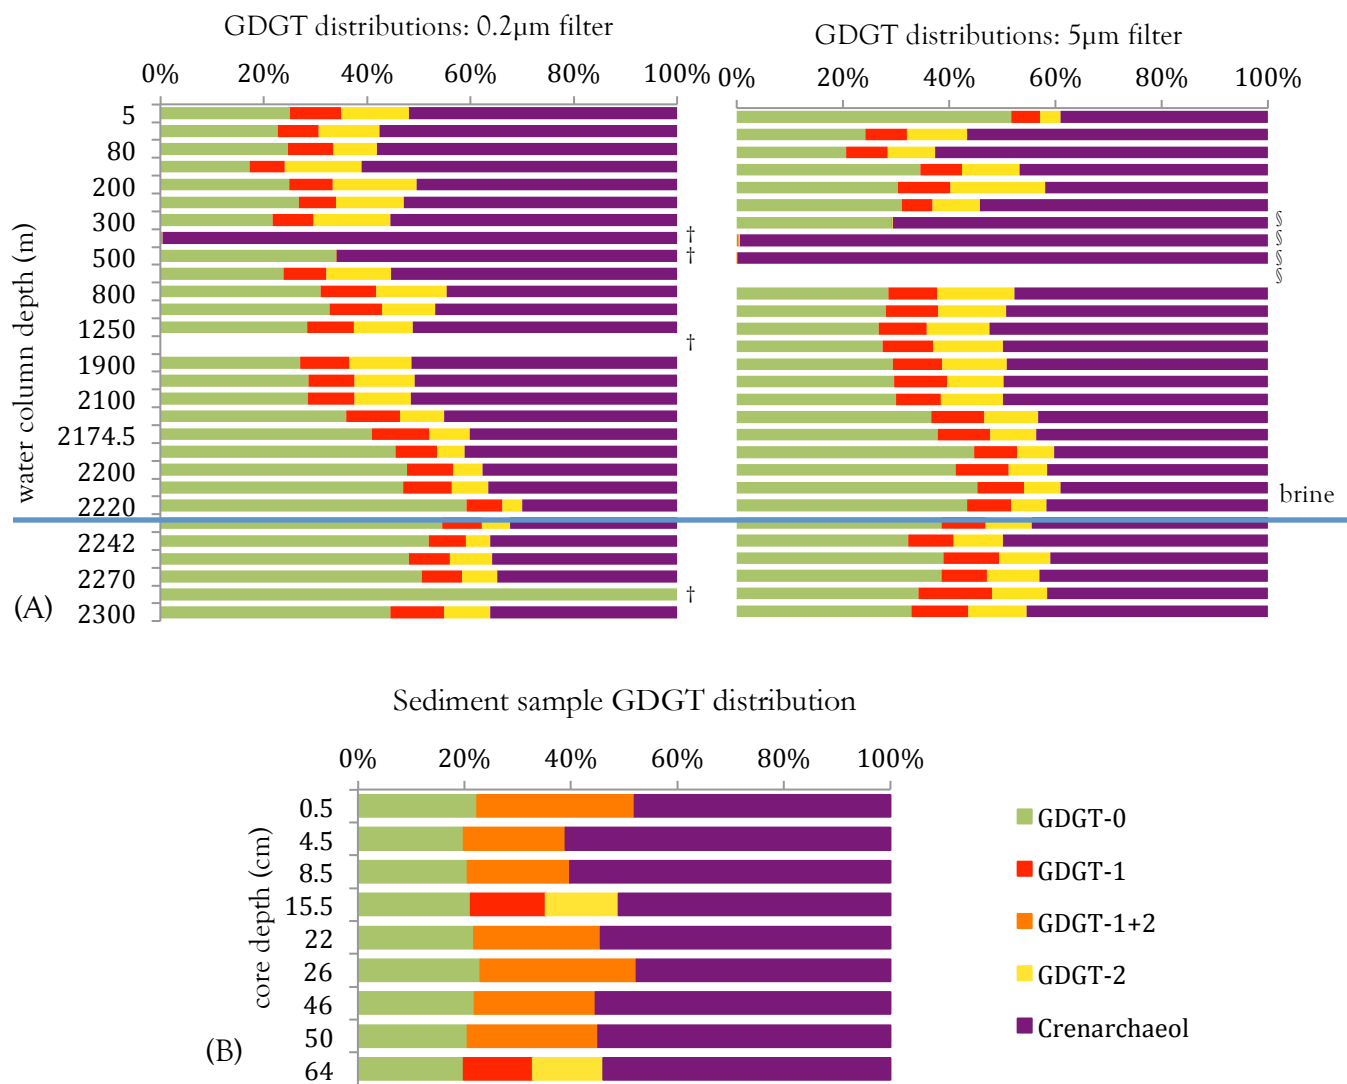 GDGT distributions: 0.2µm filter
0% 20% 40% 60% 80% 100%
water column depth (m)
5
80
200
300
†
†
500
800
1250
†
1900
2100
2174.5
2200
2220
2242
2270
†
2300
(A)
GDGT distributions: 5µm filter
0% 20% 40% 60% 80% 100%
§
§
§
§
brine
Sediment sample GDGT distribution
0% 20% 40% 60% 80% 100%
core depth (cm)
0.5
4.5
8.5
15.5
22
26
46
50
64
(B)
GDGT-0
GDGT-1
GDGT-1+2
GDGT-2
Crenarchaeol